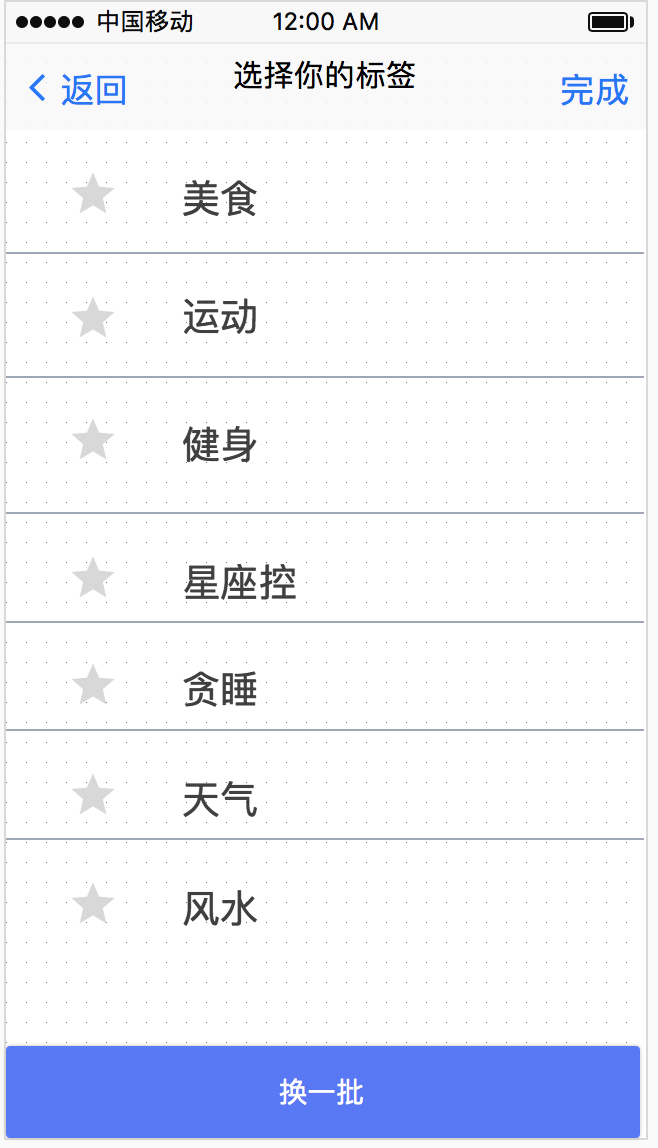 中国移动 12:00 AM
返回 选择你的标签 完成
美食
运动
健身
星座控
贪睡
天气
风水
换一批